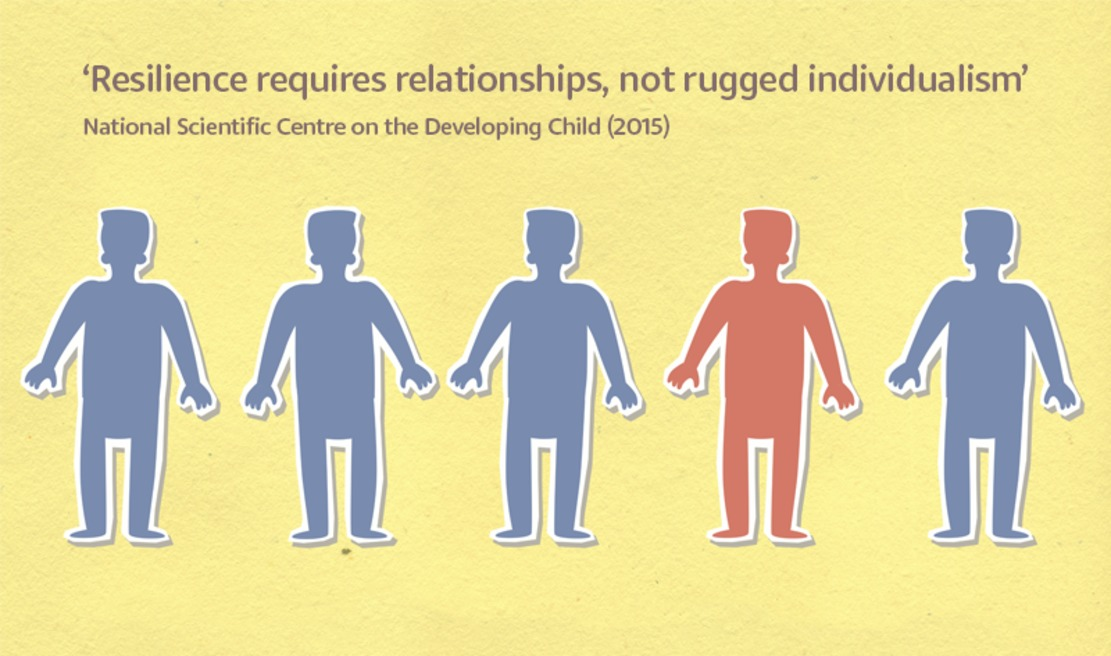 ‘Resilience requires relationships, not rugged individualism’
National Scientific Centre on the Developing Child (2015)